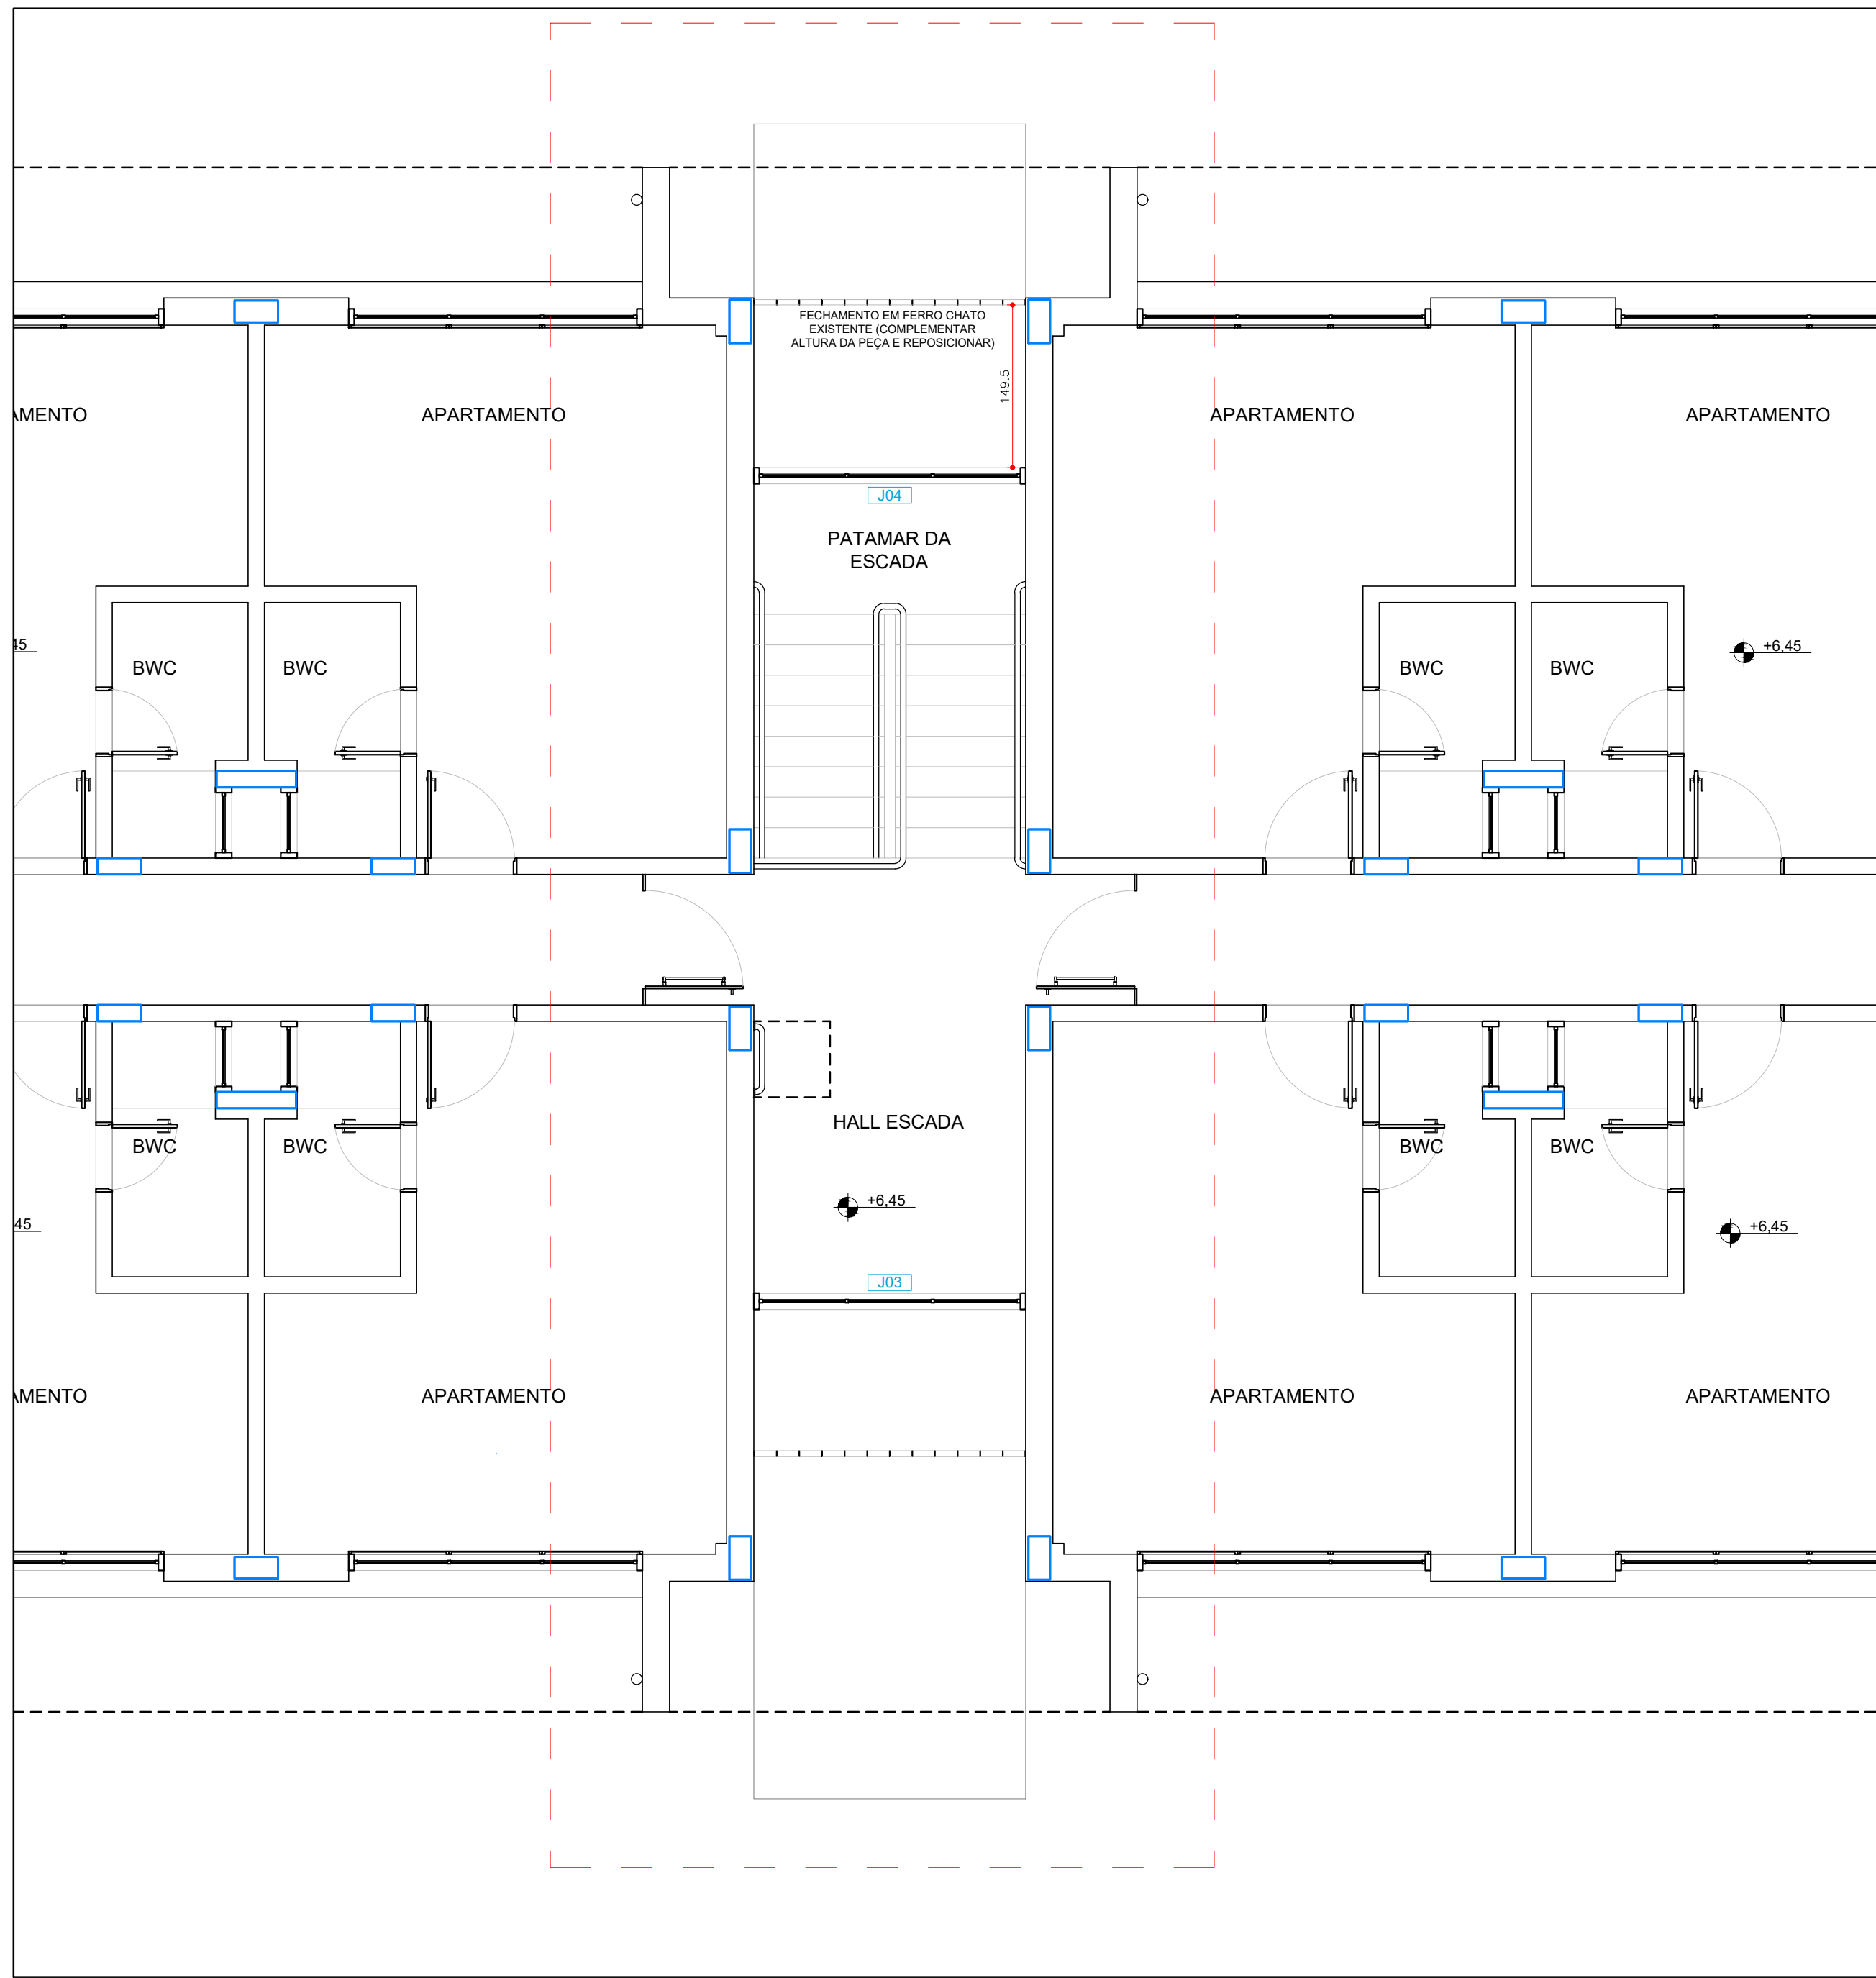 FECHAMENTO EM FERRO CHATO
EXISTENTE (COMPLEMENTAR
ALTURA DA PEÇA E REPOSICIONAR)
149.5
AMENTO
APARTAMENTO
APARTAMENTO
APARTAMENTO
J04
PATAMAR DA
ESCADA
45
+6,45
BWC
BWC
BWC
BWC
HALL ESCADA
BWC
BWC
BWC
BWC
+6,45
45
+6,45
J03
AMENTO
APARTAMENTO
APARTAMENTO
APARTAMENTO